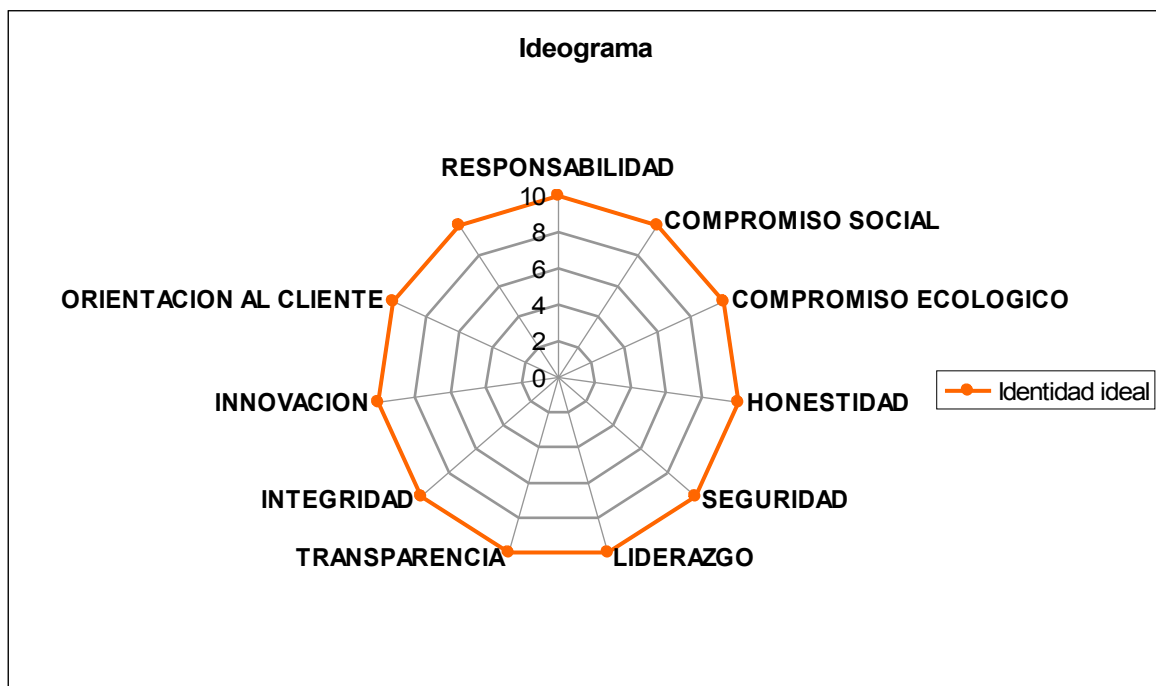 Ideograma
RESPONSABILIDAD
10
COMPROMISO SOCIAL
8
6
ORIENTACION AL CLIENTE
COMPROMISO ECOLOGICO
4
2
0
Identidad ideal
INNOVACION
HONESTIDAD
INTEGRIDAD
SEGURIDAD
TRANSPARENCIA
LIDERAZGO